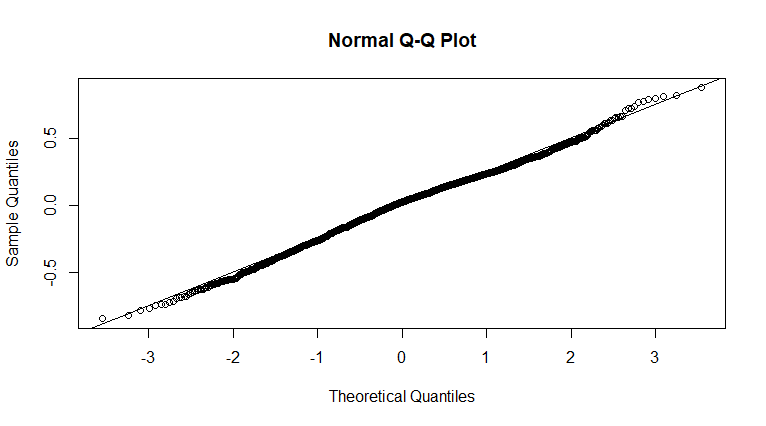 Normal Q-Q Plot
Sample Quantiles
0.5
0.0
-0.5
-3 -2 -1 0 1 2 3
Theoretical Quantiles